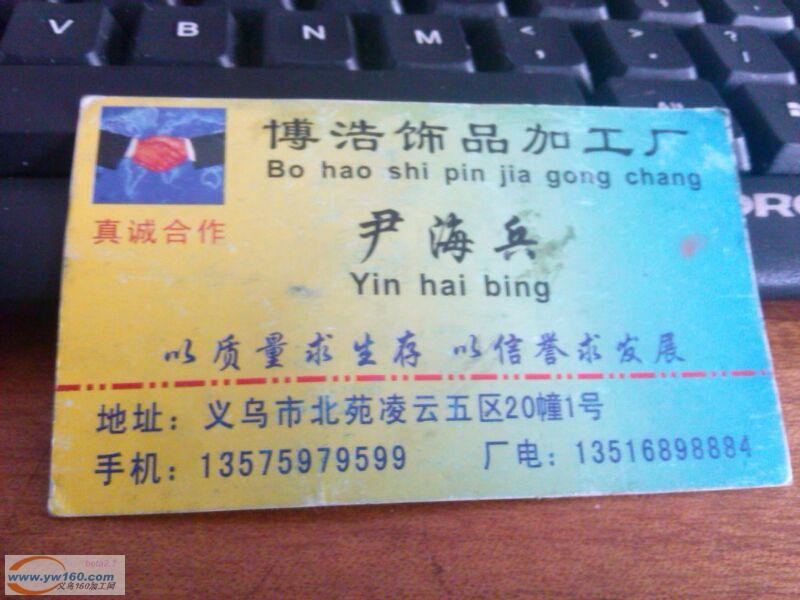 V B N M < , > . ? /
博浩饰品加工厂
Bo hao shi pin jia gong chang
真诚合作
尹海兵
Yin hai bing
以质量求生存 以信誉求发展
地址：义乌市北苑凌云五区20幢1号
手机：13575979599 厂电：13516898884
beta2.1
www.yw160.com
义乌160加工网